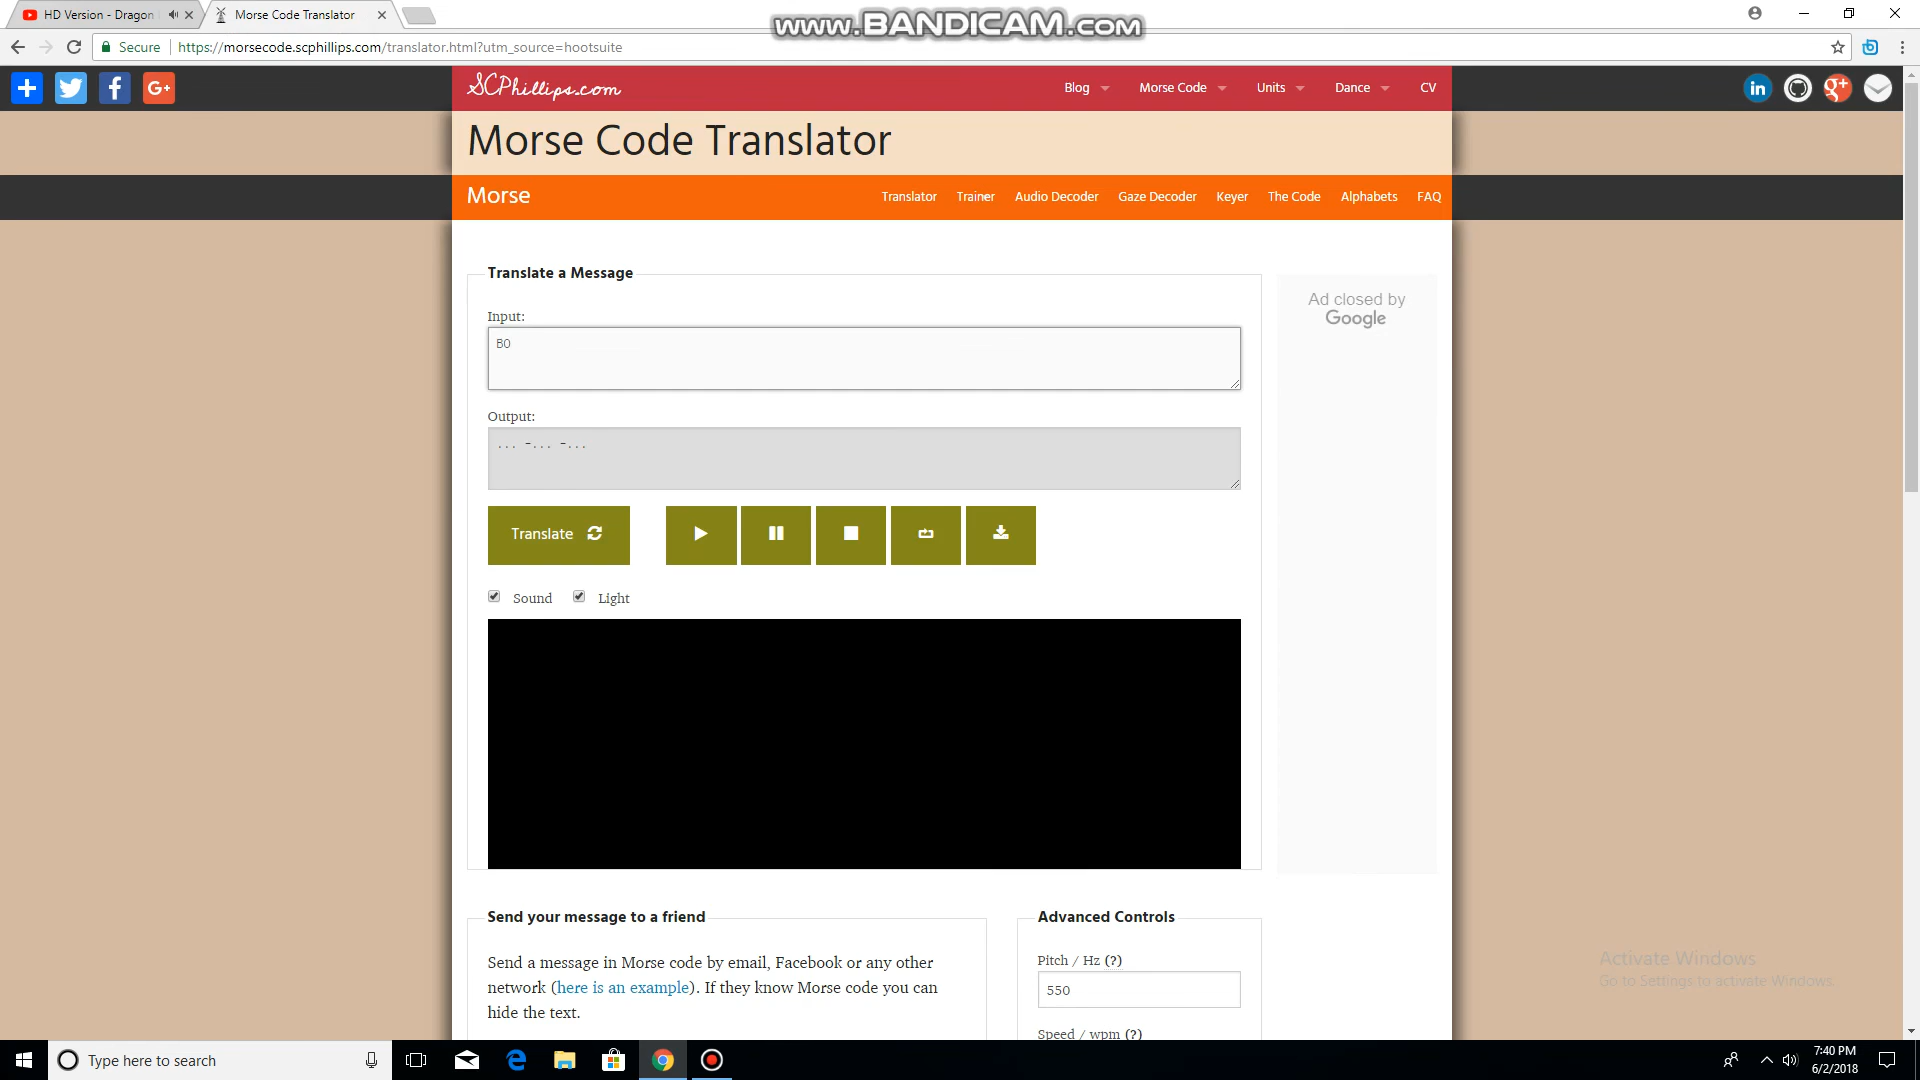 HD Version - Dragon
Morse Code Translator
www.BANDICAM.com
Secure
https://morsecode.scphillips.com/translator.html?utm_source=hootsuite
SCPhillips.com
Blog
Morse Code
Units
Dance
CV
Morse Code Translator
Morse
Translator
Trainer
Audio Decoder
Gaze Decoder
Keyer
The Code
Alphabets
FAQ
Translate a Message
Ad closed by
Google
Input:
BO
Output:
... -... -...
Translate
Sound
Light
Send your message to a friend
Send a message in Morse code by email, Facebook or any other
network (here is an example). If they know Morse code you can
hide the text.
Advanced Controls
Pitch / Hz (?)
550
Speed / wpm (?)
Activate Windows
Go to Settings to activate Windows.
Type here to search
7:40 PM
6/2/2018